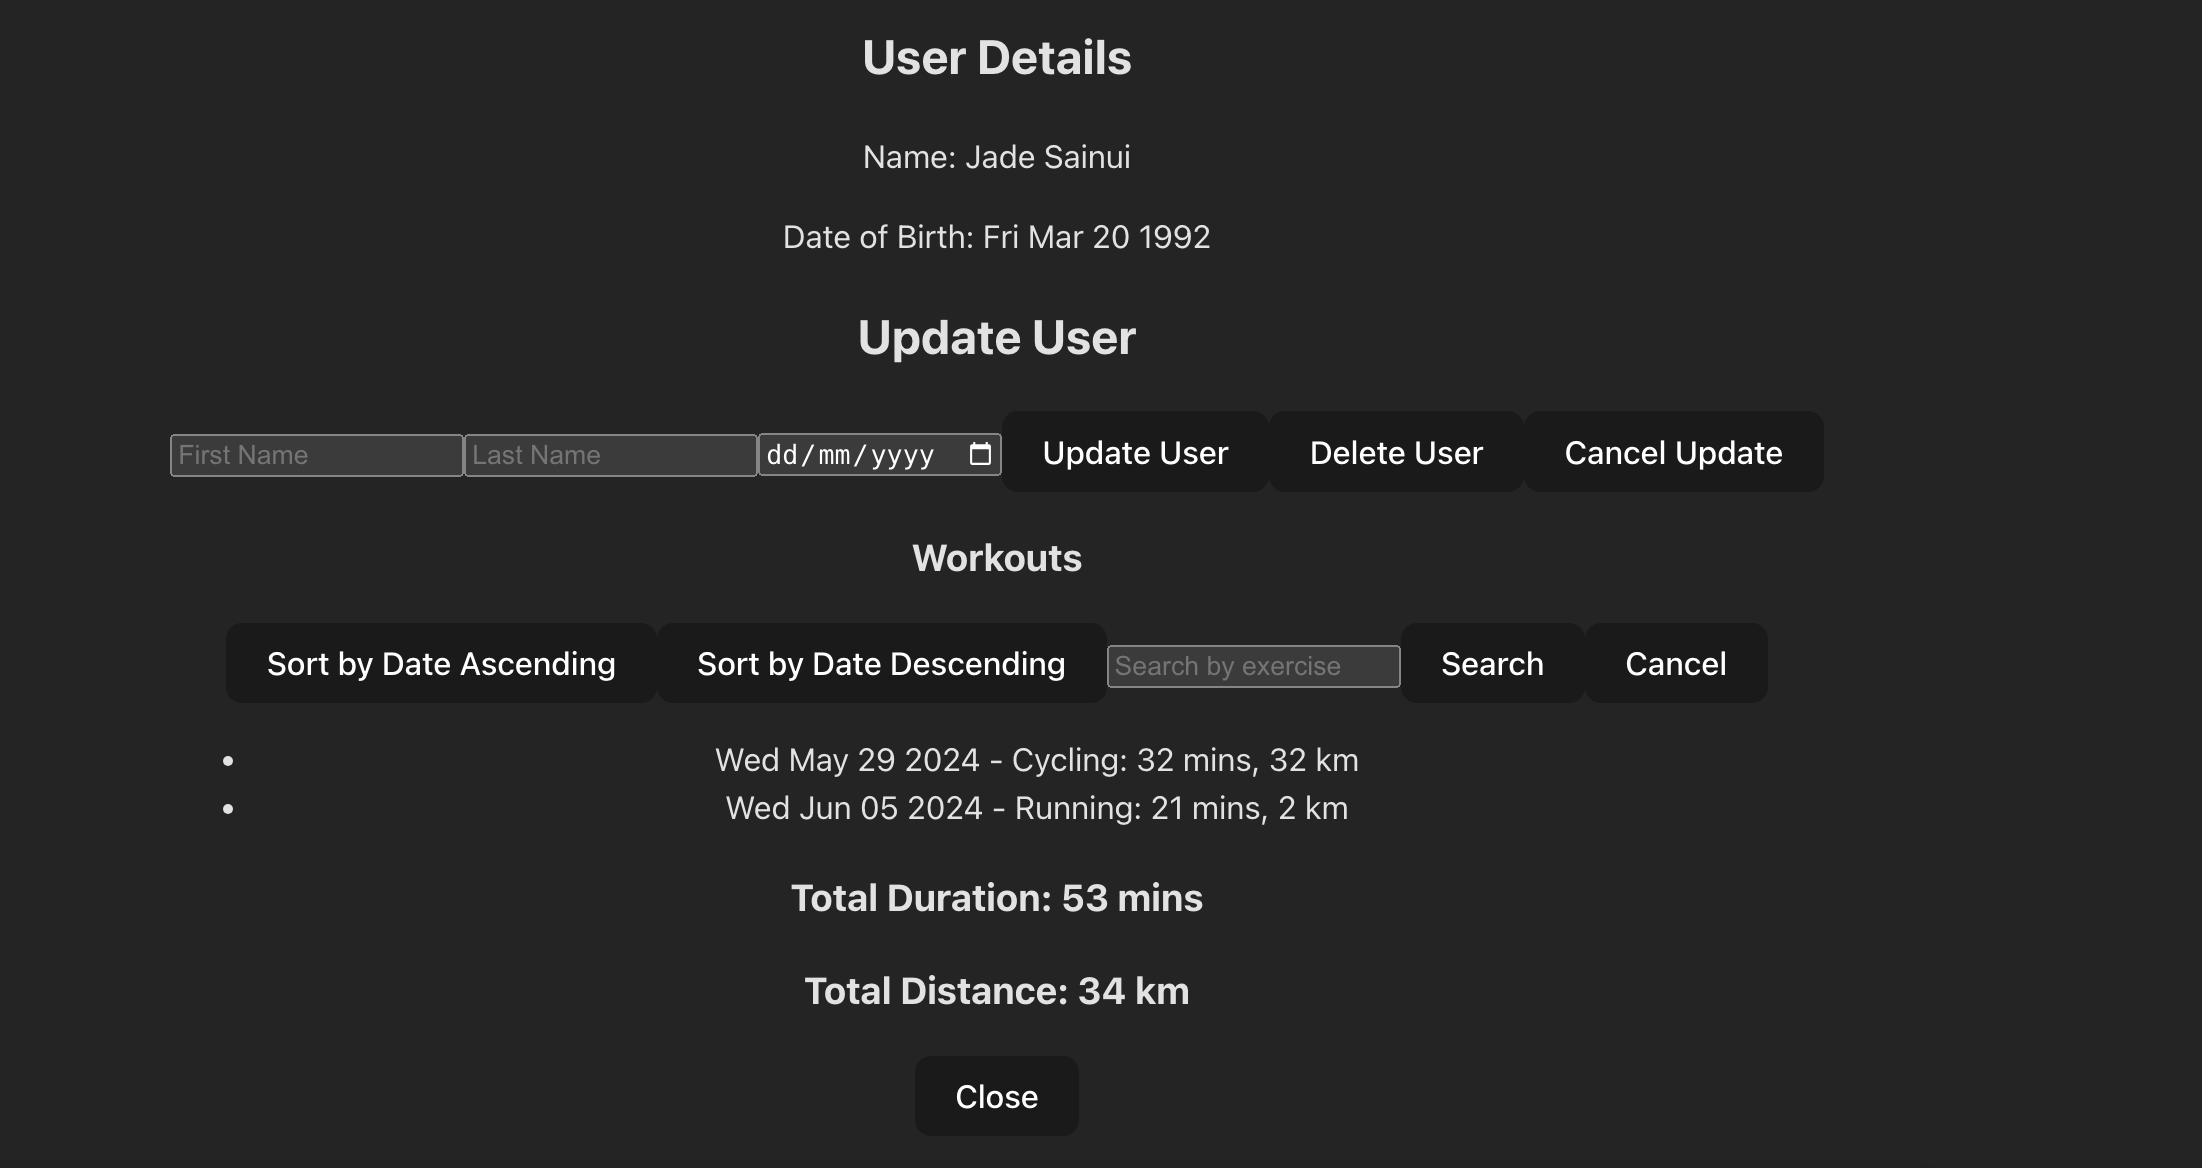 User Details
Name: Jade Sainui
Date of Birth: Fri Mar 20 1992
Update User
First Name Last Name dd/mm/yyyy Update User Delete User Cancel Update
Workouts
Sort by Date Ascending Sort by Date Descending Search by exercise Search Cancel
• Wed May 29 2024 - Cycling: 32 mins, 32 km
• Wed Jun 05 2024 - Running: 21 mins, 2 km
Total Duration: 53 mins
Total Distance: 34 km
Close